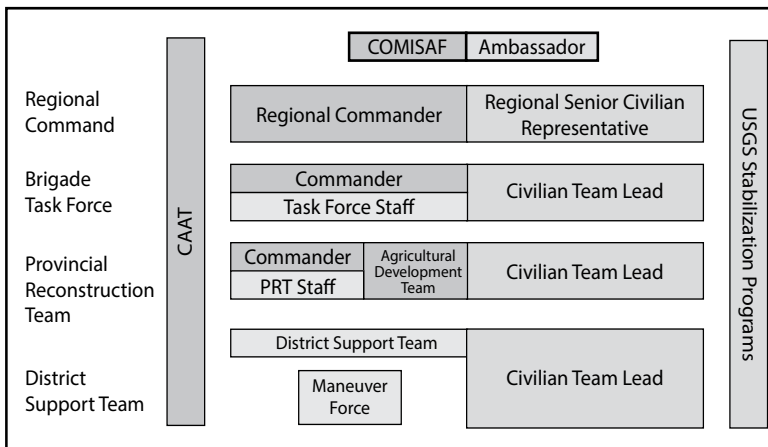 COMISAF Ambassador
Regional
Command
Regional Commander
Regional Senior Civilian
Representative
Brigade
Task Force
Commander
Task Force Staff
Civilian Team Lead
Provincial
Reconstruction
Team
Commander
PRT Staff
Agricultural
Development
Team
Civilian Team Lead
District
Support Team
District Support Team
Maneuver
Force
Civilian Team Lead
CAAT
USGS Stabilization Programs